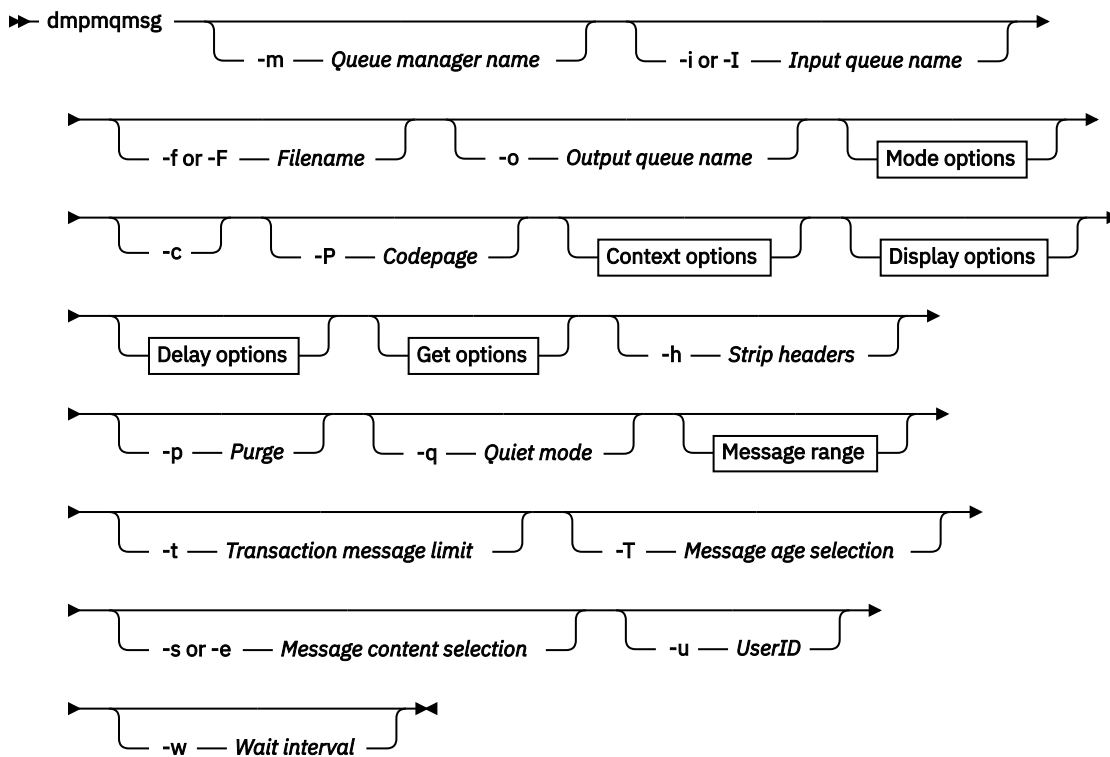 dmpmqmsg
-m Queue manager name -i or -I Input queue name
-f or -F Filename -o Output queue name Mode options
-c -P Codepage Context options Display options
Delay options Get options -h Strip headers
-p Purge -q Quiet mode Message range
-t Transaction message limit -T Message age selection
-s or -e Message content selection -u UserID
-w Wait interval